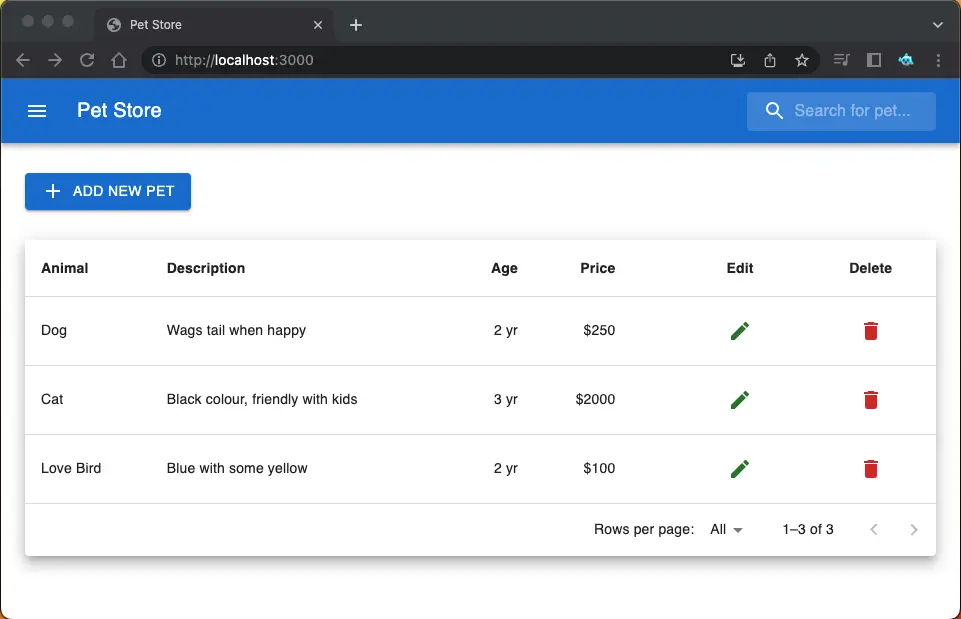 Pet Store
http://localhost:3000
Pet Store
Search for pet...
ADD NEW PET
Animal Description Age Price Edit Delete
Dog Wags tail when happy 2 yr $250
Cat Black colour, friendly with kids 3 yr $2000
Love Bird Blue with some yellow 2 yr $100
Rows per page: All 1–3 of 3